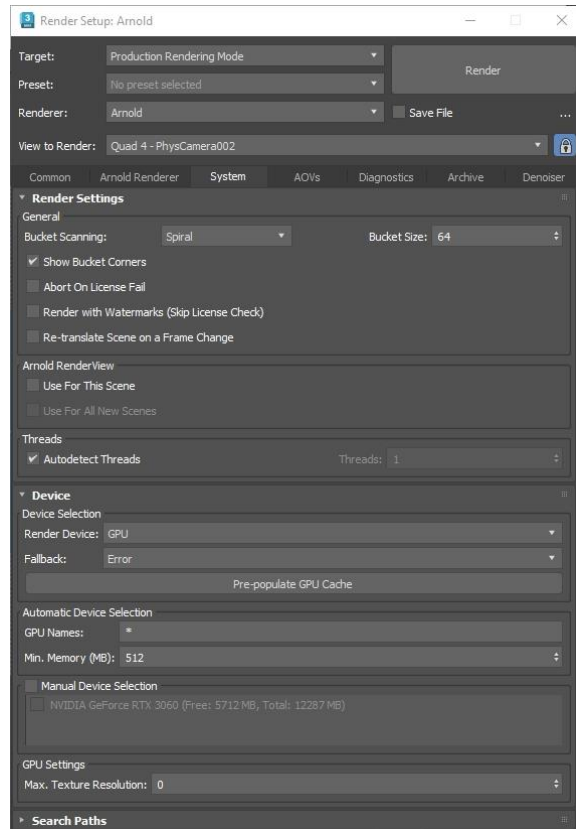 3 Render Setup: Arnold
Target: Production Rendering Mode
Render
Preset: No preset selected
Renderer: Arnold Save File ...
View to Render: Quad 4 - PhysCamera002
Common Arnold Renderer System AOVs Diagnostics Archive Denoiser
Render Settings
General
Bucket Scanning: Spiral Bucket Size: 64
Show Bucket Corners
Abort On License Fail
Render with Watermarks (Skip License Check)
Re-translate Scene on a Frame Change
Arnold RenderView
Use For This Scene
Use For All New Scenes
Threads
Autodetect Threads Threads: 1
Device
Device Selection
Render Device: GPU
Fallback: Error
Pre-populate GPU Cache
Automatic Device Selection
GPU Names: *
Min. Memory (MB): 512
Manual Device Selection
NVIDIA GeForce RTX 3060 (Free: 5712 MB, Total: 12287 MB)
GPU Settings
Max. Texture Resolution: 0
Search Paths